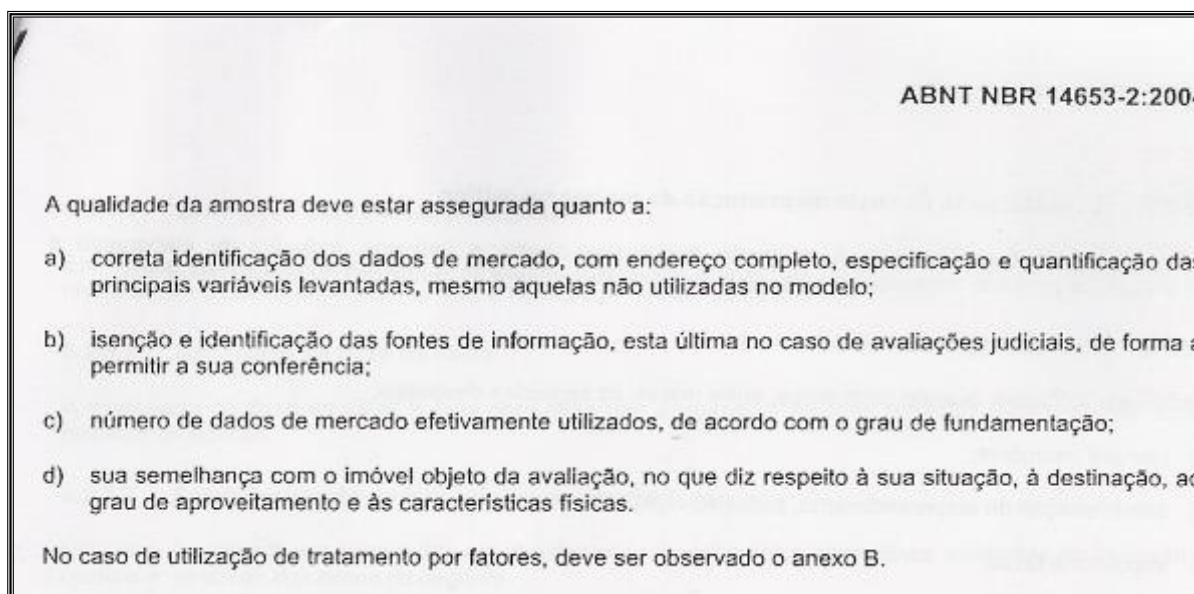 ABNT NBR 14653-2:200
A qualidade da amostra deve estar assegurada quanto a:
a) correta identificação dos dados de mercado, com endereço completo, especificação e quantificação das
principais variáveis levantadas, mesmo aquelas não utilizadas no modelo;
b) isenção e identificação das fontes de informação, esta última no caso de avaliações judiciais, de forma a
permitir a sua conferência;
c) número de dados de mercado efetivamente utilizados, de acordo com o grau de fundamentação;
d) sua semelhança com o imóvel objeto da avaliação, no que diz respeito à sua situação, à destinação, ao
grau de aproveitamento e às características físicas.
No caso de utilização de tratamento por fatores, deve ser observado o anexo B.